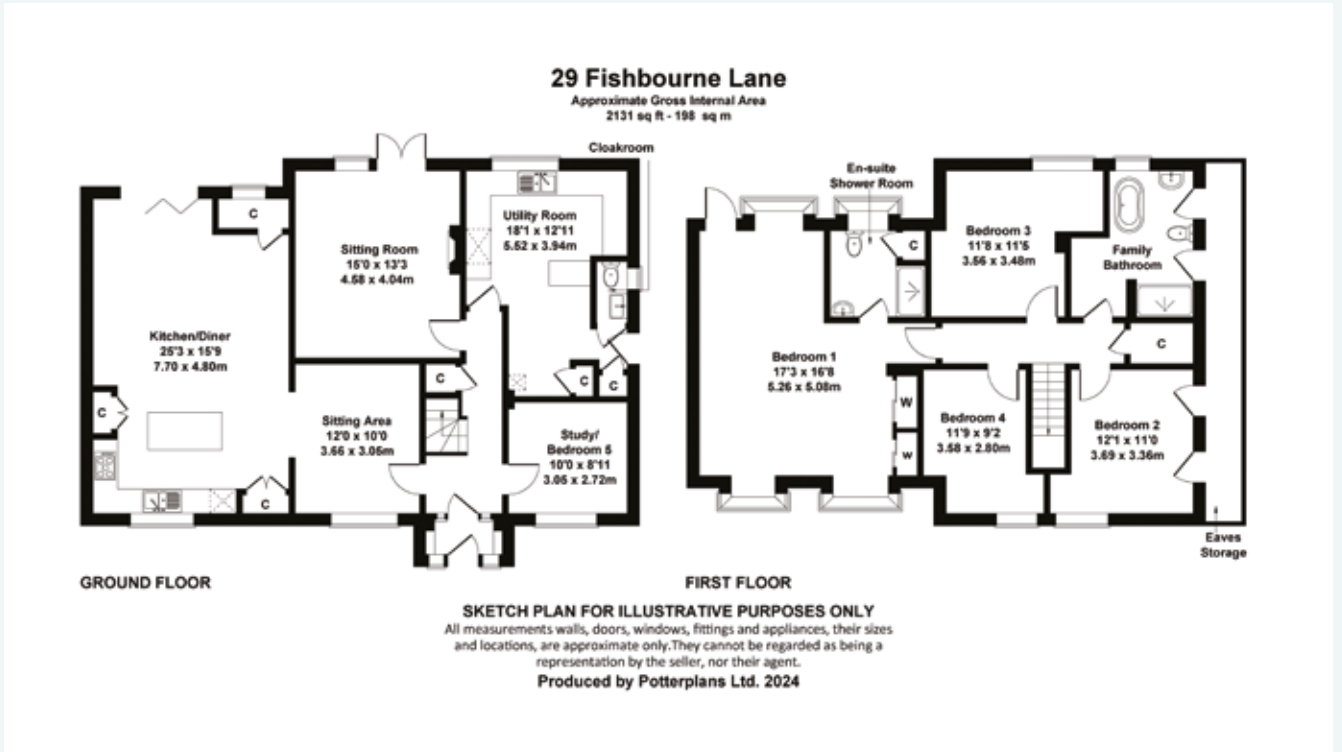 29 Fishbourne Lane
Approximate Gross Internal Area
2131 sq ft - 198 sq m
Cloakroom
C
Utility Room
18'1 x 12'11
5.52 x 3.94m
Sitting Room
15'0 x 13'3
4.58 x 4.04m
Kitchen/Diner
25'3 x 15'9
7.70 x 4.80m
C
C
C
C
C
Sitting Area
12'0 x 10'0
3.66 x 3.05m
Study/
Bedroom 5
10'0 x 8'11
3.05 x 2.72m
C
GROUND FLOOR
En-suite
Shower Room
C
Bedroom 3
11'8 x 11'5
3.56 x 3.48m
Family
Bathroom
C
Bedroom 1
17'3 x 16'8
5.26 x 5.08m
W
W
Bedroom 4
11'9 x 9'2
3.58 x 2.80m
Bedroom 2
12'1 x 11'0
3.69 x 3.36m
Eaves
Storage
FIRST FLOOR
SKETCH PLAN FOR ILLUSTRATIVE PURPOSES ONLY
All measurements walls, doors, windows, fittings and appliances, their sizes
and locations, are approximate only.They cannot be regarded as being a
representation by the seller, nor their agent.
Produced by Potterplans Ltd. 2024